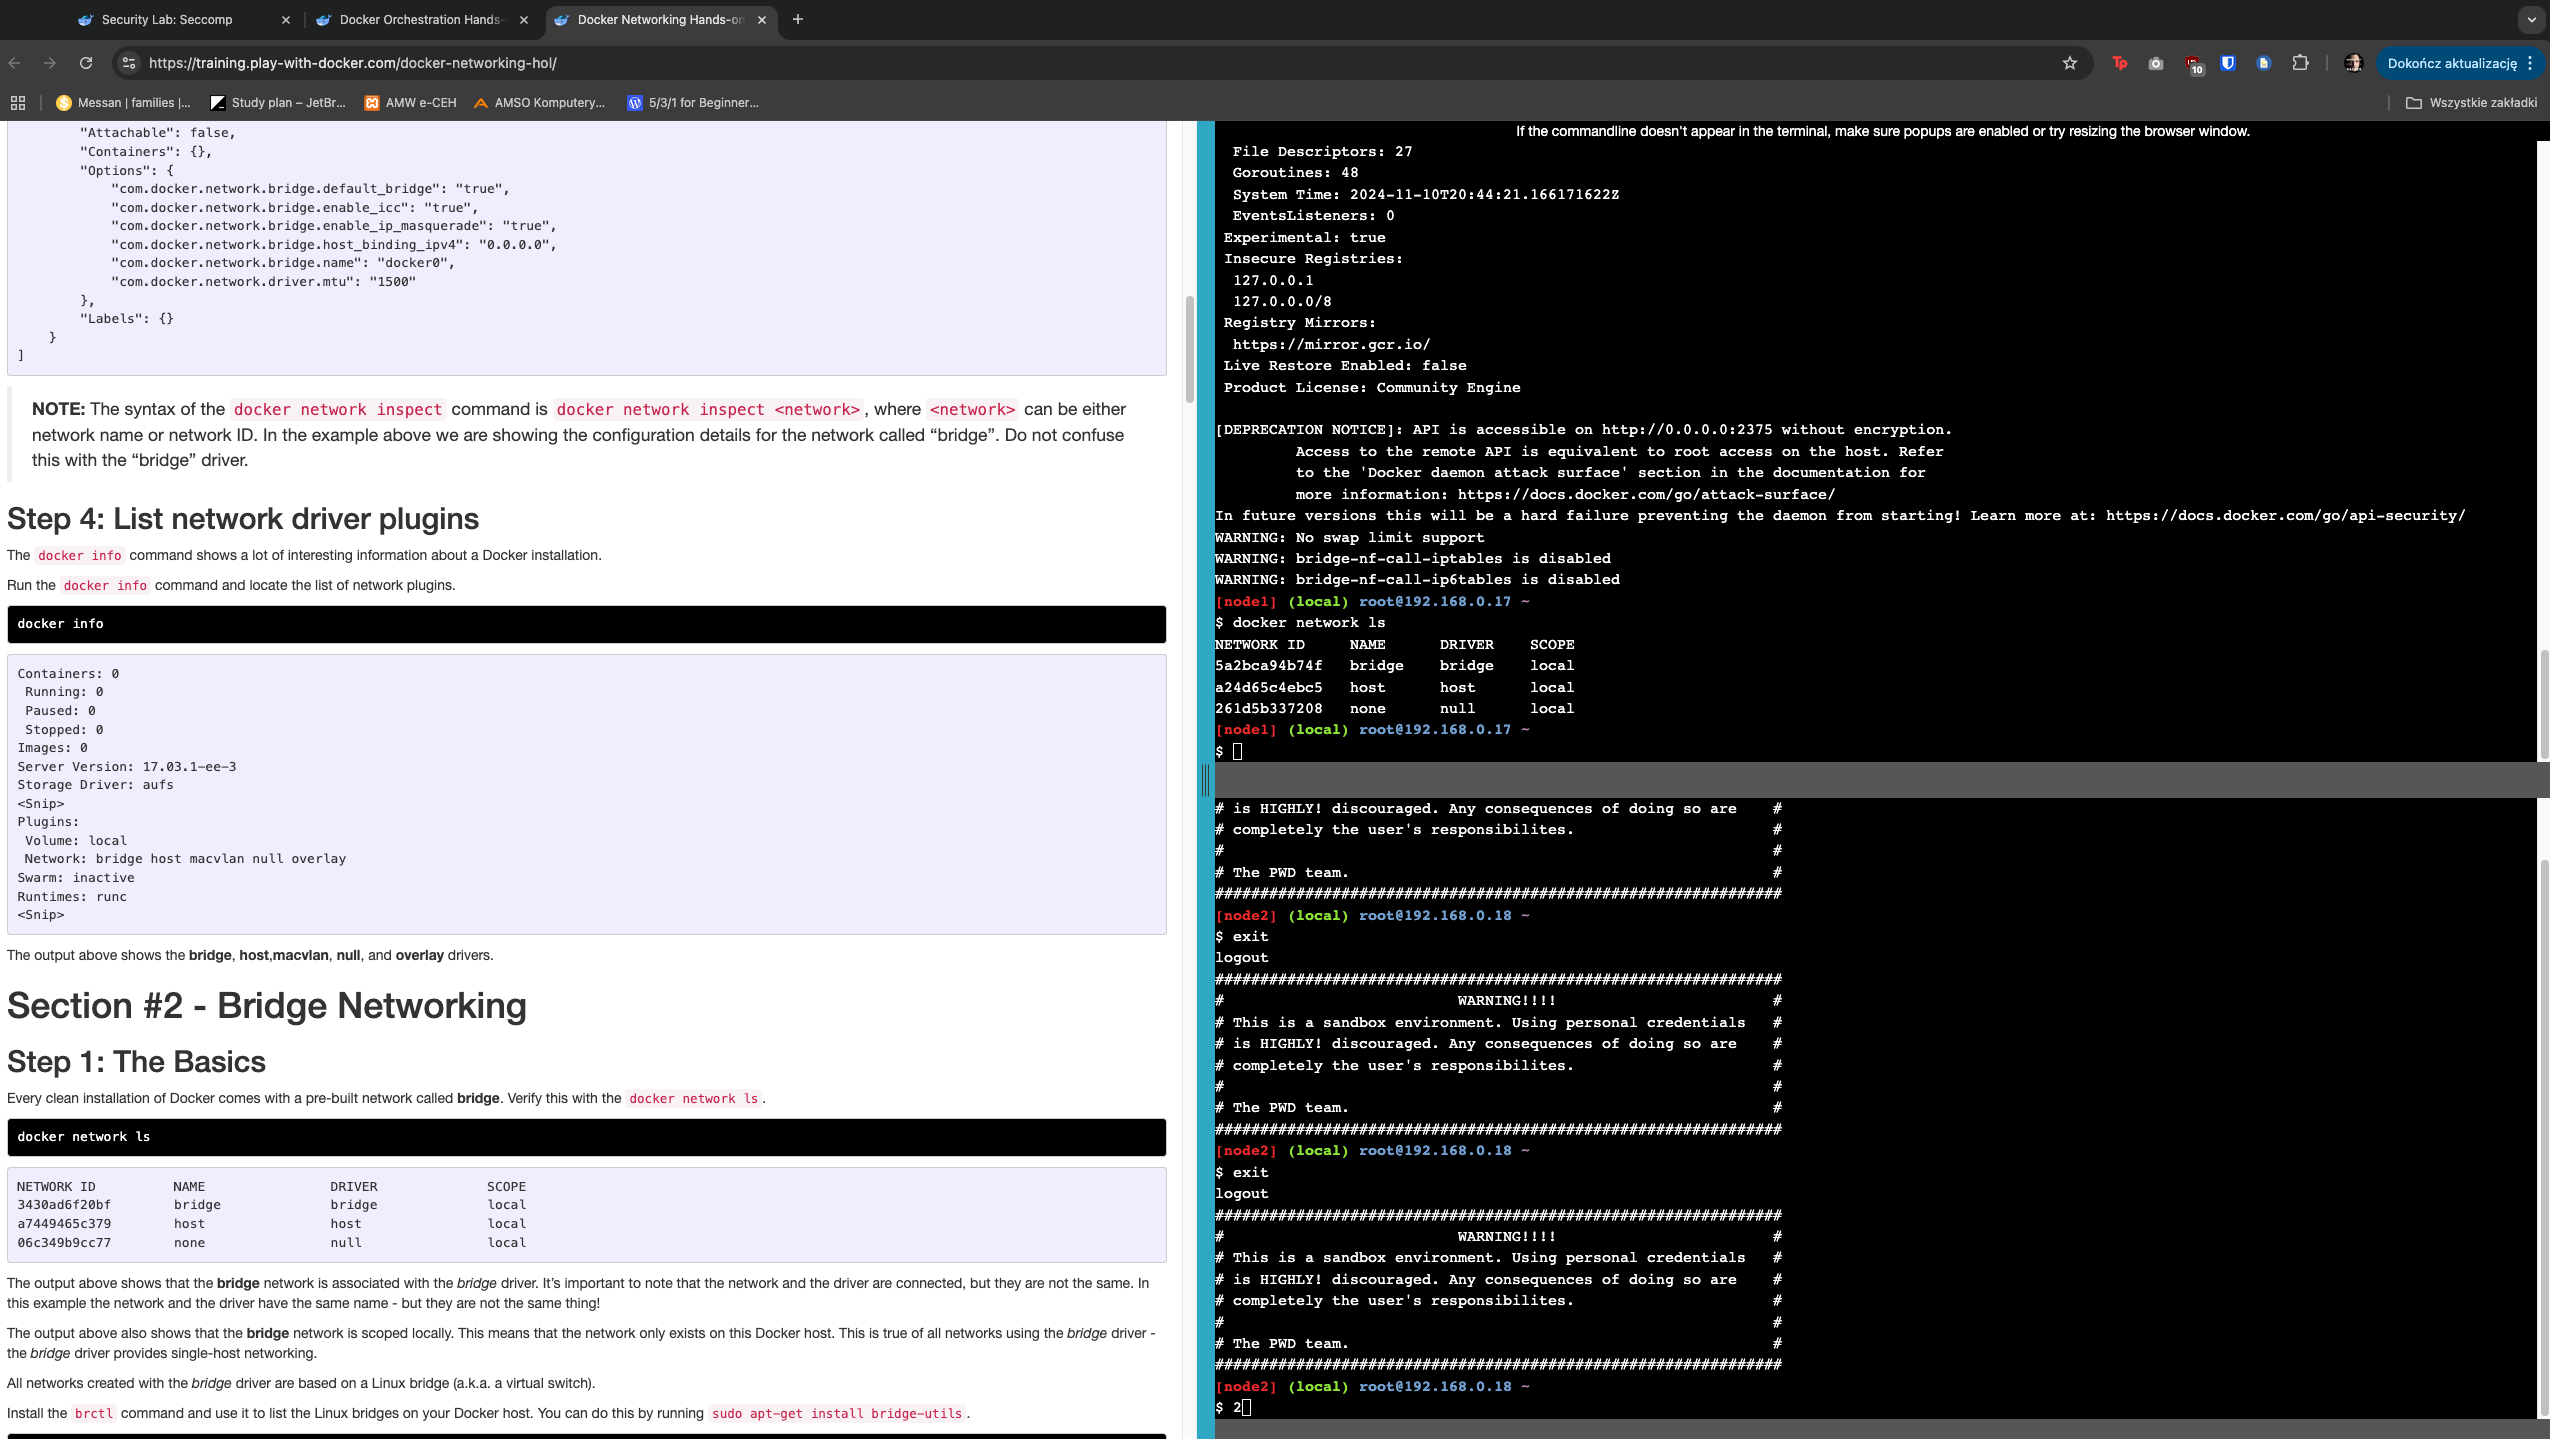 Security Lab: Seccomp
Docker Orchestration Hands-
Docker Networking Hands-on
https://training.play-with-docker.com/docker-networking-hol/
10
Dokończ aktualizację
Messan | families |...
Study plan – JetBr...
AMW e-CEH
AMSO Komputery...
5/3/1 for Beginner...
Wszystkie zakładki
"Attachable": false,
"Containers": {},
"Options": {
"com.docker.network.bridge.default_bridge": "true",
"com.docker.network.bridge.enable_icc": "true",
"com.docker.network.bridge.enable_ip_masquerade": "true",
"com.docker.network.bridge.host_binding_ipv4": "0.0.0.0",
"com.docker.network.bridge.name": "docker0",
"com.docker.network.driver.mtu": "1500"
},
"Labels": {}
}
]
NOTE: The syntax of the docker network inspect command is docker network inspect <network>, where <network> can be either
network name or network ID. In the example above we are showing the configuration details for the network called “bridge”. Do not confuse
this with the “bridge” driver.
Step 4: List network driver plugins
The docker info command shows a lot of interesting information about a Docker installation.
Run the docker info command and locate the list of network plugins.
docker info
Containers: 0
Running: 0
Paused: 0
Stopped: 0
Images: 0
Server Version: 17.03.1-ee-3
Storage Driver: aufs
<Snip>
Plugins:
Volume: local
Network: bridge host macvlan null overlay
Swarm: inactive
Runtimes: runc
<Snip>
The output above shows the bridge, host,macvlan, null, and overlay drivers.
Section #2 - Bridge Networking
Step 1: The Basics
Every clean installation of Docker comes with a pre-built network called bridge. Verify this with the docker network ls.
docker network ls
NETWORK ID NAME DRIVER SCOPE
3430ad6f20bf bridge bridge local
a7449465c379 host host local
06c349b9cc77 none null local
The output above shows that the bridge network is associated with the bridge driver. It’s important to note that the network and the driver are connected, but they are not the same. In
this example the network and the driver have the same name - but they are not the same thing!
The output above also shows that the bridge network is scoped locally. This means that the network only exists on this Docker host. This is true of all networks using the bridge driver -
the bridge driver provides single-host networking.
All networks created with the bridge driver are based on a Linux bridge (a.k.a. a virtual switch).
Install the brctl command and use it to list the Linux bridges on your Docker host. You can do this by running sudo apt-get install bridge-utils.
If the commandline doesn't appear in the terminal, make sure popups are enabled or try resizing the browser window.
File Descriptors: 27
Goroutines: 48
System Time: 2024-11-10T20:44:21.166171622Z
EventsListeners: 0
Experimental: true
Insecure Registries:
127.0.0.1
127.0.0.0/8
Registry Mirrors:
https://mirror.gcr.io/
Live Restore Enabled: false
Product License: Community Engine
[DEPRECATION NOTICE]: API is accessible on http://0.0.0.0:2375 without encryption.
Access to the remote API is equivalent to root access on the host. Refer
to the 'Docker daemon attack surface' section in the documentation for
more information: https://docs.docker.com/go/attack-surface/
In future versions this will be a hard failure preventing the daemon from starting! Learn more at: https://docs.docker.com/go/api-security/
WARNING: No swap limit support
WARNING: bridge-nf-call-iptables is disabled
WARNING: bridge-nf-call-ip6tables is disabled
[node1] (local) root@192.168.0.17 ~
$ docker network ls
NETWORK ID NAME DRIVER SCOPE
5a2bca94b74f bridge bridge local
a24d65c4ebc5 host host local
261d5b337208 none null local
[node1] (local) root@192.168.0.17 ~
$
# is HIGHLY! discouraged. Any consequences of doing so are #
# completely the user's responsibilites. #
# #
# The PWD team. #
###############################################################
[node2] (local) root@192.168.0.18 ~
$ exit
logout
###############################################################
# WARNING!!!! #
# This is a sandbox environment. Using personal credentials #
# is HIGHLY! discouraged. Any consequences of doing so are #
# completely the user's responsibilites. #
# #
# The PWD team. #
###############################################################
[node2] (local) root@192.168.0.18 ~
$ exit
logout
###############################################################
# WARNING!!!! #
# This is a sandbox environment. Using personal credentials #
# is HIGHLY! discouraged. Any consequences of doing so are #
# completely the user's responsibilites. #
# #
# The PWD team. #
###############################################################
[node2] (local) root@192.168.0.18 ~
$ 2